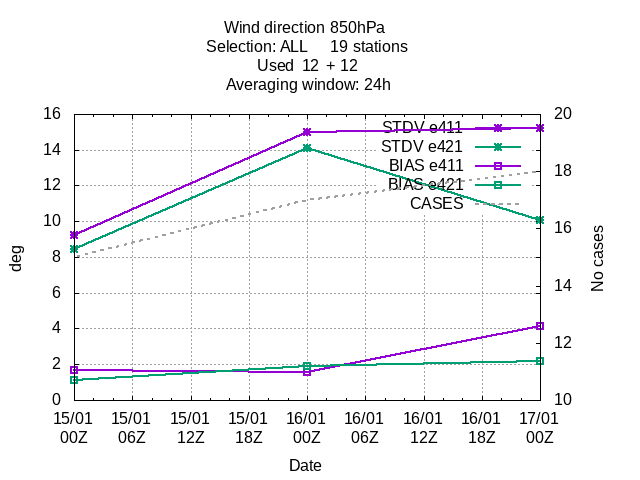 Wind direction 850hPa
Selection: ALL 19 stations
Used 12 + 12
Averaging window: 24h
16 20
STDV e411
14 STDV e421
BIAS e411 18
12 BIAS e421
CASES
10 16
deg 8 No cases
6 14
4 12
2
0 10
15/01 15/01 15/01 15/01 16/01 16/01 16/01 16/01 17/01
00Z 06Z 12Z 18Z 00Z 06Z 12Z 18Z 00Z
Date